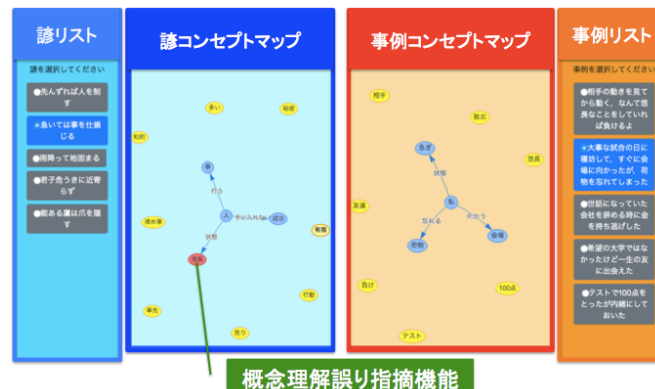 諺リスト
諺を選択してください
●先んずれば人を制
す
●急いては事を仕損
じる
●雨降って地固まる
●君子危うきに近寄
らず
●能ある鷹は爪を隠
す
諺コンセプトマップ
多い
秘密
知的
事
行う
人
手に入れない
成功
状態
悠長
揉め事
有能
行動
率先
怒り
事例コンセプトマップ
相手
敗北
急ぎ
悠長
状態
私
友達
忘れる
向かう
荷物
会場
負け
100点
テスト
事例リスト
事例を選択してください
●相手の動きを見て
から動く、なんて悠
長なことをしていれ
ば負けるよ
●大事な試合の日に
寝坊して、すぐに会
場に向かったが、荷
物を忘れてしまった
●世話になっていた
会社を辞める時に金
を持ち逃げした
●希望の大学ではな
かったけど一生の友
に出会えた
●テストで100点を
とったが内緒にして
おいた
概念理解誤り指摘機能